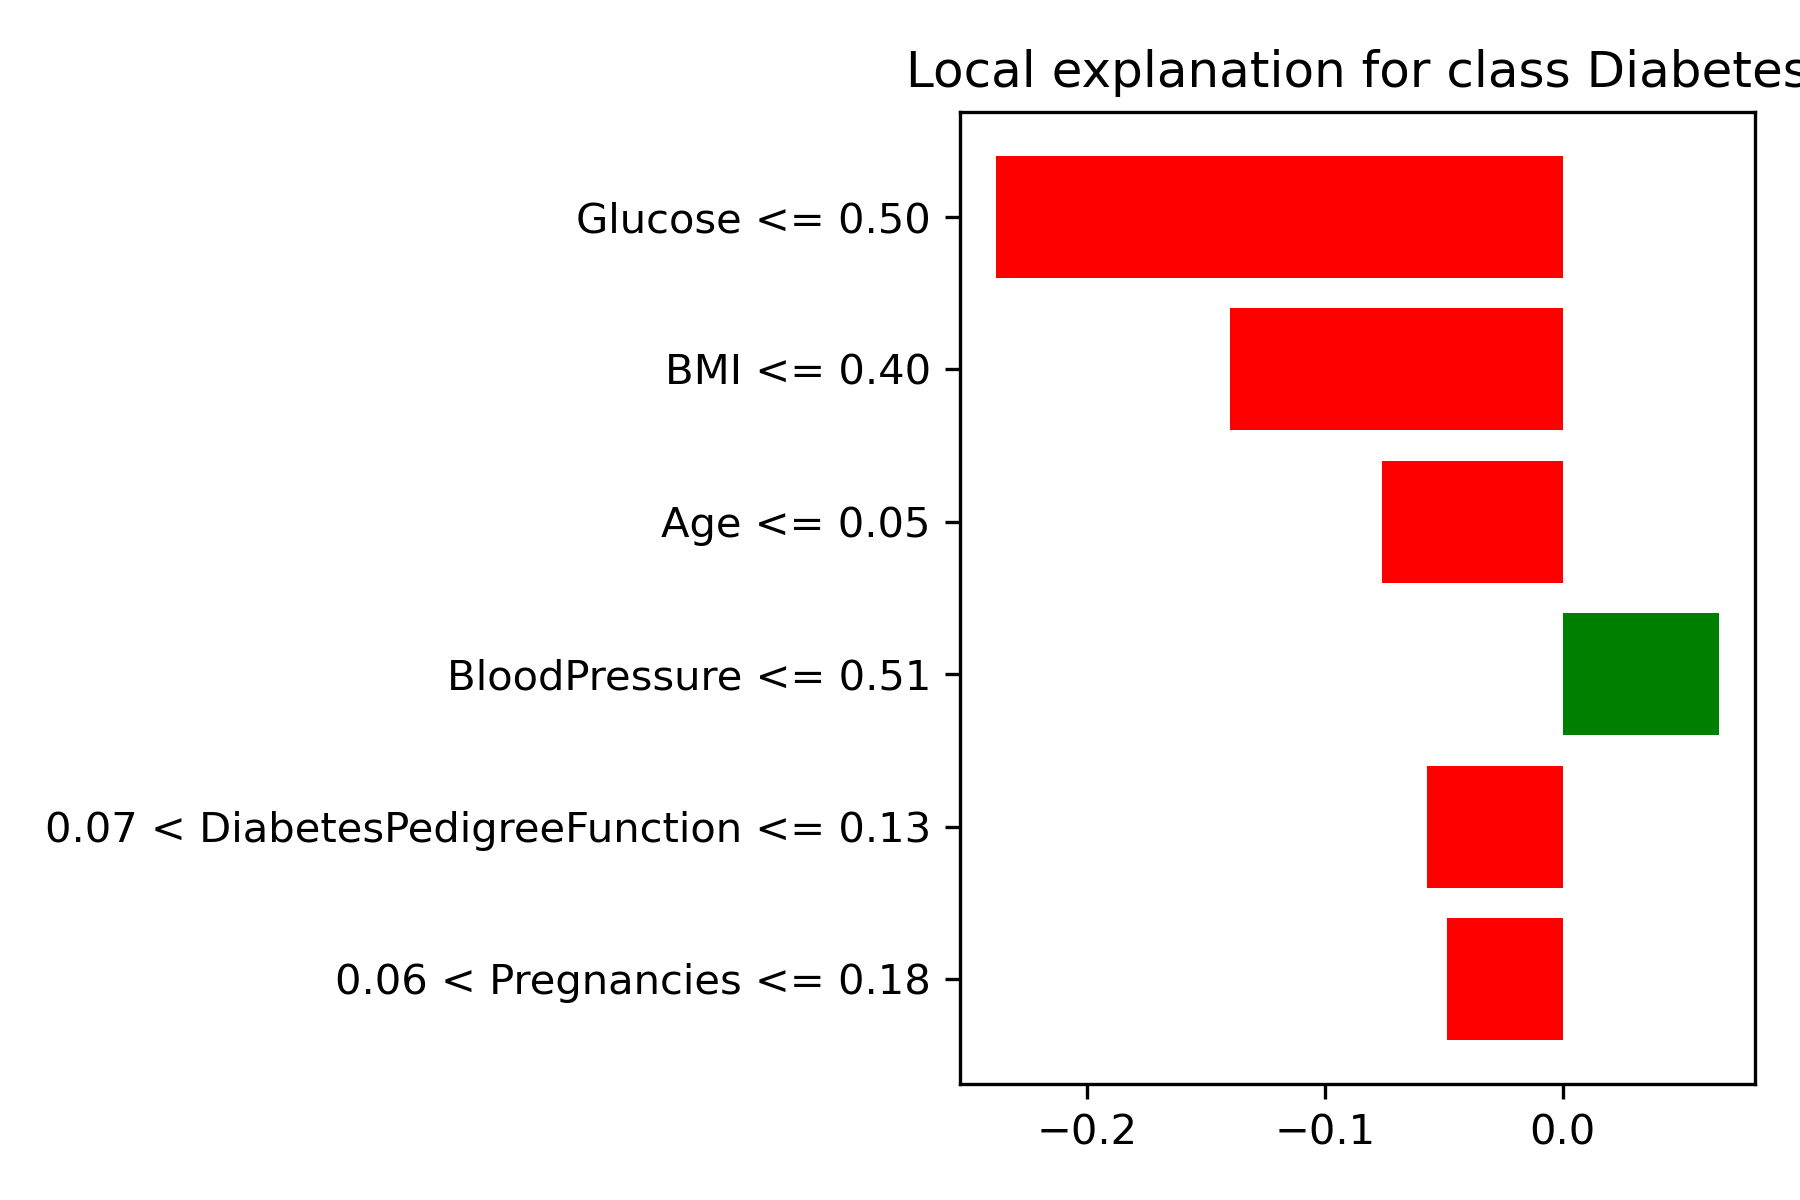 Local explanation for class Diabetes
Glucose <= 0.50
BMI <= 0.40
Age <= 0.05
BloodPressure <= 0.51
0.07 < DiabetesPedigreeFunction <= 0.13
0.06 < Pregnancies <= 0.18
−0.2 −0.1 0.0